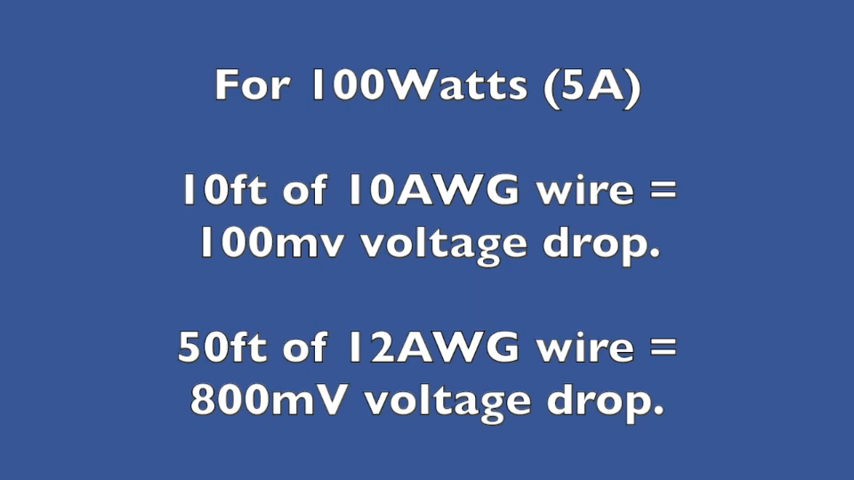 For 100Watts (5A)
10ft of 10AWG wire =
100mv voltage drop.
50ft of 12AWG wire =
800mV voltage drop.